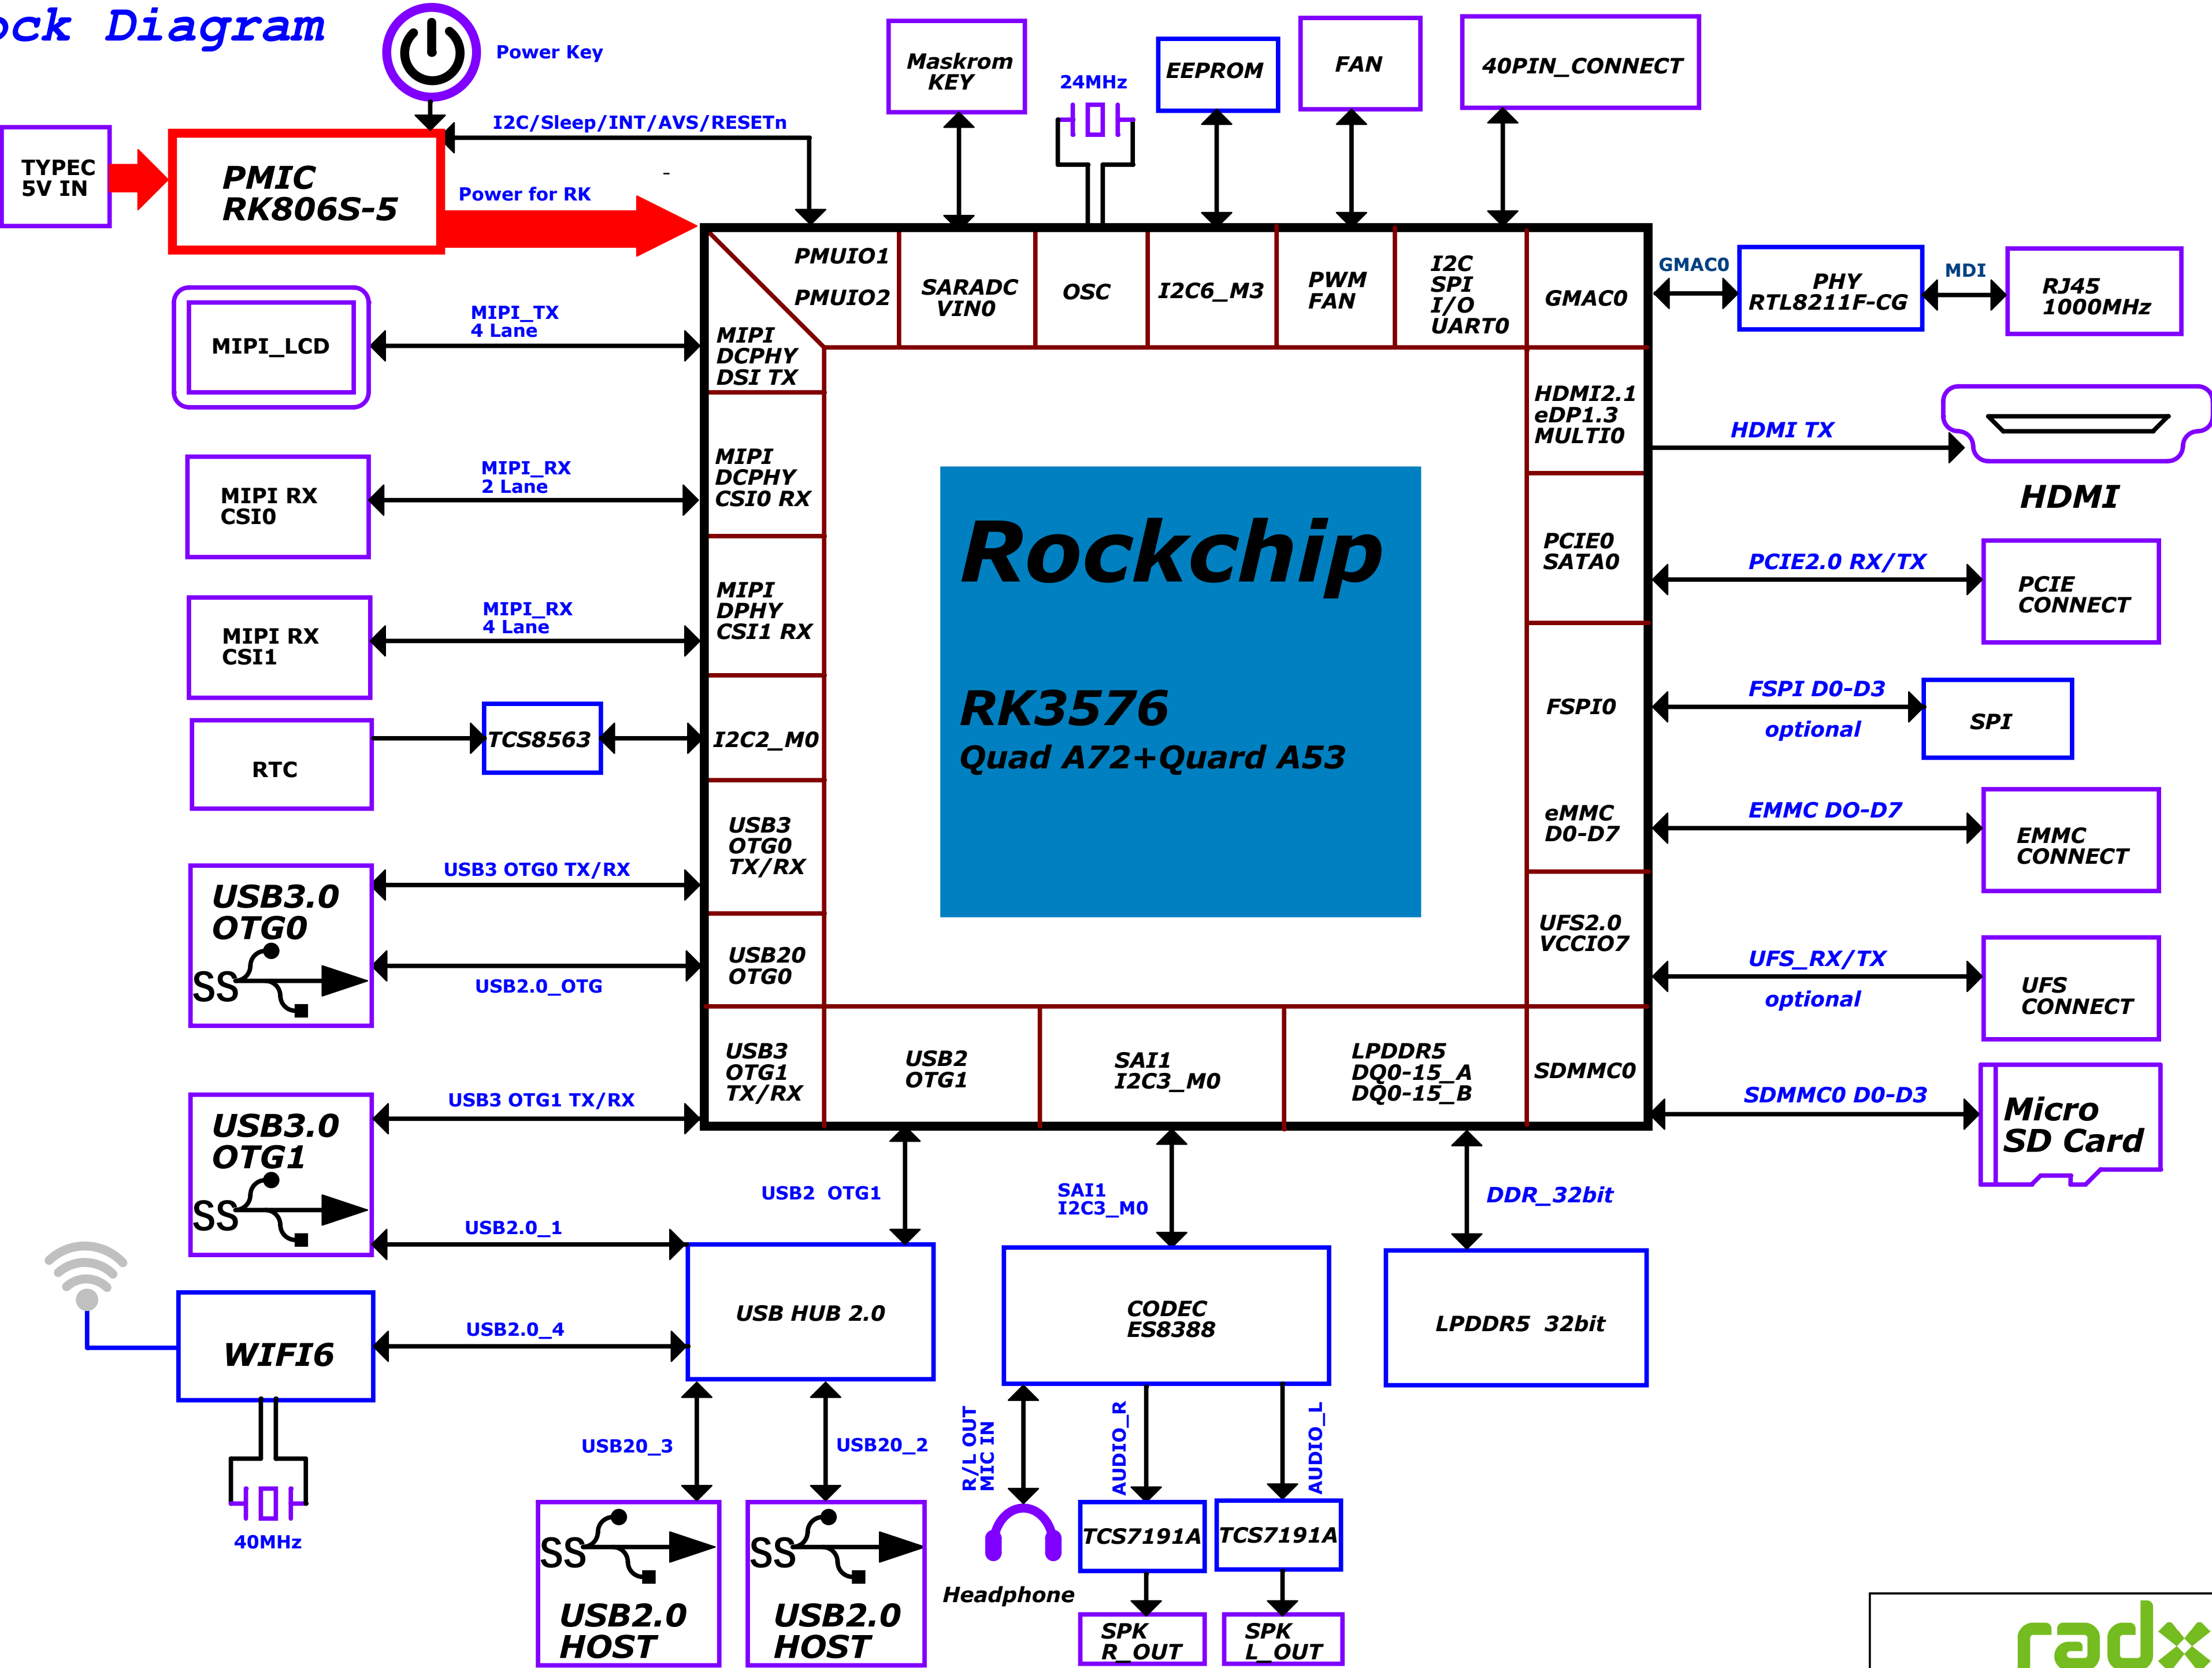 ock Diagram
Power Key
TYPEC
5V IN
PMIC
RK806S-5
I2C/Sleep/INT/AVS/RESETn
Power for RK
-
Maskrom
KEY
24MHz
EEPROM
FAN
40PIN_CONNECT
PMUIO1
PMUIO2
SARADC
VIN0
OSC
I2C6_M3
PWM
FAN
I2C
SPI
I/O
UART0
GMAC0
GMAC0
PHY
RTL8211F-CG
MDI
RJ45
1000MHz
MIPI_LCD
MIPI_TX
4 Lane
MIPI
DCPHY
DSI TX
HDMI2.1
eDP1.3
MULTI0
HDMI TX
HDMI
MIPI RX
CSI0
MIPI_RX
2 Lane
MIPI
DCPHY
CSI0 RX
Rockchip
RK3576
Quad A72+Quard A53
PCIE0
SATA0
PCIE2.0 RX/TX
PCIE
CONNECT
MIPI RX
CSI1
MIPI_RX
4 Lane
MIPI
DPHY
CSI1 RX
FSPI0
FSPI D0-D3
optional
SPI
RTC
TCS8563
I2C2_M0
eMMC
D0-D7
EMMC DO-D7
EMMC
CONNECT
USB3.0
OTG0
SS
USB3 OTG0 TX/RX
USB2.0_OTG
USB3
OTG0
TX/RX
USB20
OTG0
UFS2.0
VCCIO7
UFS_RX/TX
optional
UFS
CONNECT
USB3.0
OTG1
SS
USB3 OTG1 TX/RX
USB2.0_1
USB3
OTG1
TX/RX
USB2
OTG1
SAI1
I2C3_M0
LPDDR5
DQ0-15_A
DQ0-15_B
SDMMC0
SDMMC0 D0-D3
Micro
SD Card
USB2 OTG1
SAI1
I2C3_M0
DDR_32bit
WIFI6
USB2.0_4
USB HUB 2.0
CODEC
ES8388
LPDDR5 32bit
40MHz
USB20_3
USB20_2
R/L OUT
MIC IN
AUDIO_R
AUDIO_L
SS
USB2.0
HOST
SS
USB2.0
HOST
Headphone
TCS7191A
TCS7191A
SPK
R_OUT
SPK
L_OUT
radx